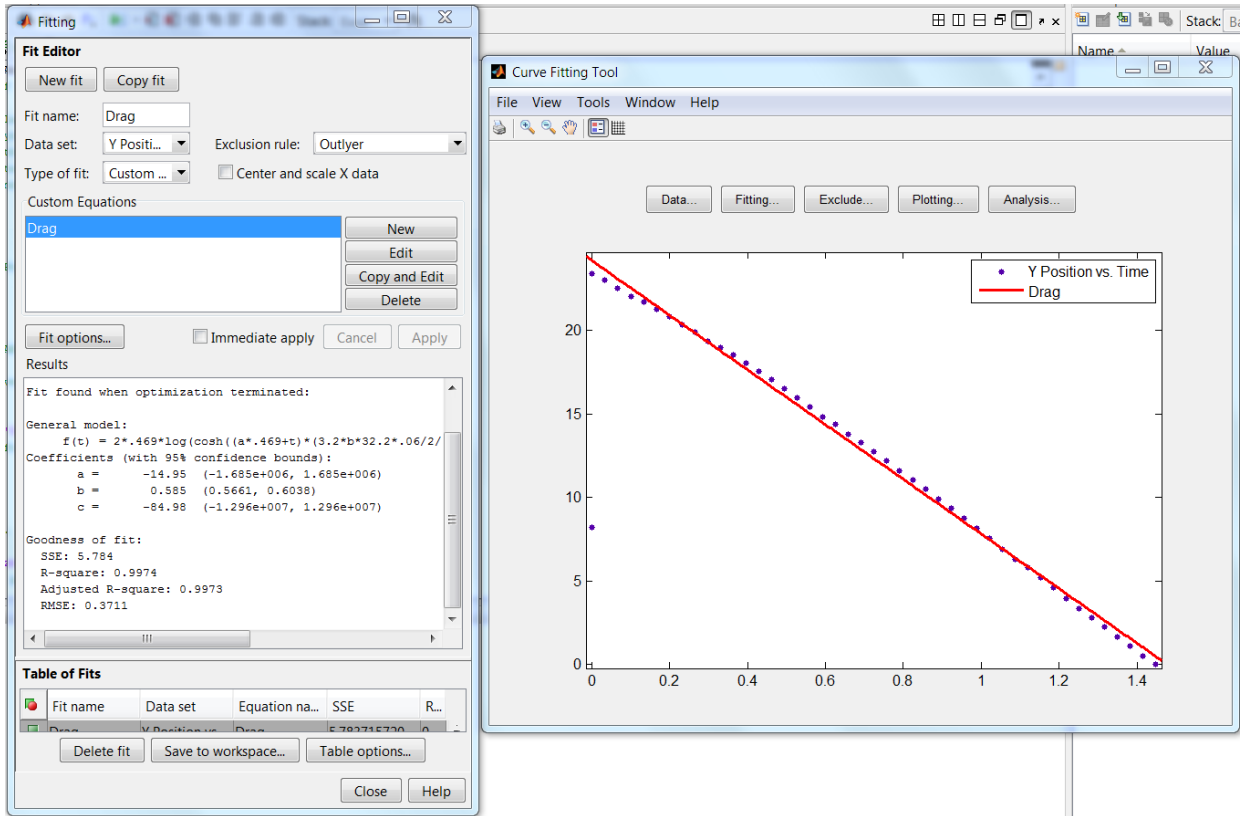 Fitting
Fit Editor
New fit Copy fit
Fit name: Drag
Data set: Y Positi... Exclusion rule: Outlyer
Type of fit: Custom ... Center and scale X data
Custom Equations
Drag
New
Edit
Copy and Edit
Delete
Fit options... Immediate apply Cancel Apply
Results
Fit found when optimization terminated:
General model:
f(t) = 2*.469*log(cosh((a*.469+t)*(3.2*b*32.2*.06/2/
Coefficients (with 95% confidence bounds):
a = -14.95 (-1.685e+006, 1.685e+006)
b = 0.585 (0.5661, 0.6038)
c = -84.98 (-1.296e+007, 1.296e+007)
Goodness of fit:
SSE: 5.784
R-square: 0.9974
Adjusted R-square: 0.9973
RMSE: 0.3711
Table of Fits
Fit name Data set Equation na... SSE R...
Drag Y Position vs. Drag 5.783715720
Delete fit Save to workspace... Table options...
Close Help
Stack: Ba
Name Value
Curve Fitting Tool
File View Tools Window Help
Data... Fitting... Exclude... Plotting... Analysis...
Y Position vs. Time
Drag
20
15
10
5
0
0 0.2 0.4 0.6 0.8 1 1.2 1.4